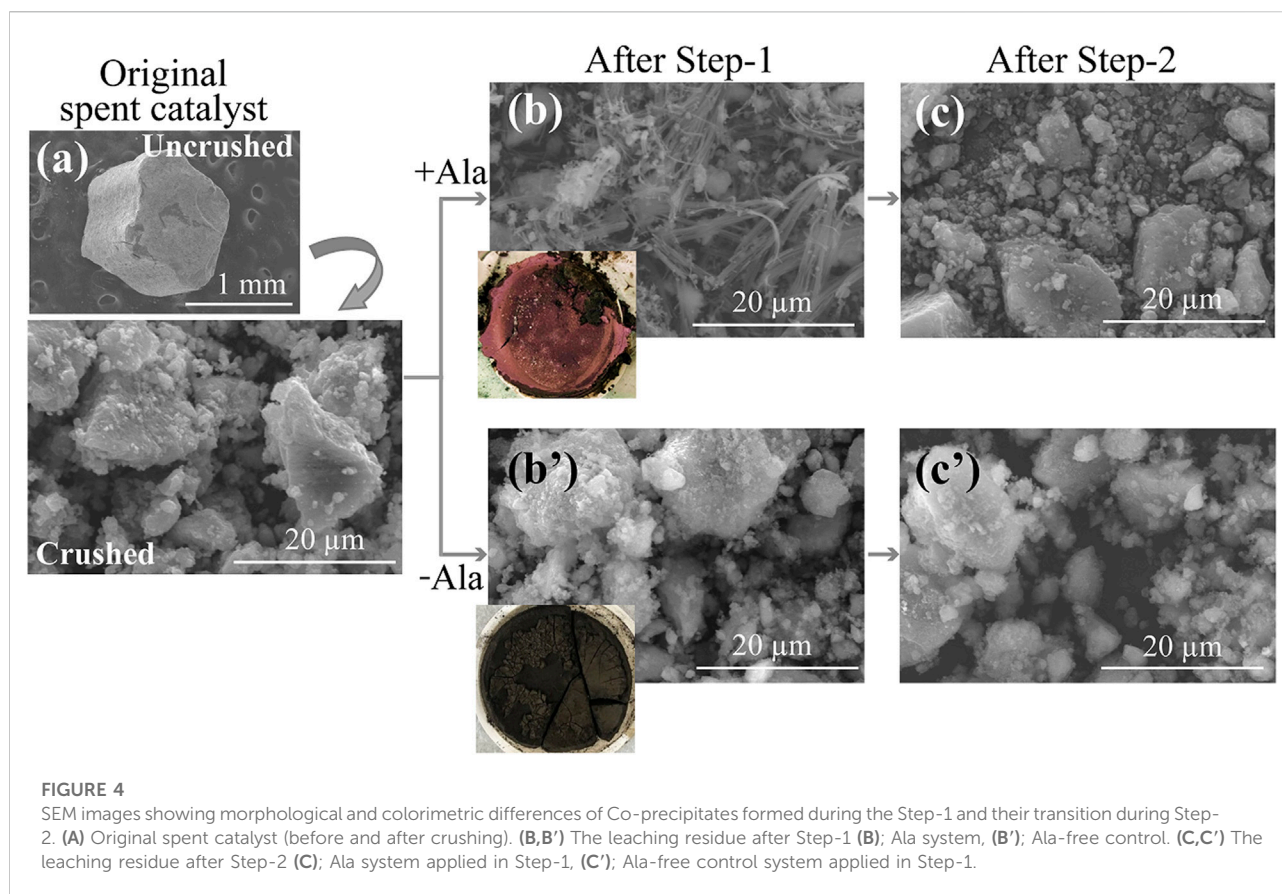 Original
spent catalyst
(a)
Uncrushed
1 mm
Crushed
20 µm
+Ala
-Ala
After Step-1
(b)
20 µm
After Step-2
(c)
20 µm
(b’)
20 µm
(c’)
20 µm
FIGURE 4
SEM images showing morphological and colorimetric differences of Co-precipitates formed during the Step-1 and their transition during Step-
2. (A) Original spent catalyst (before and after crushing). (B,B′) The leaching residue after Step-1 (B); Ala system, (B′); Ala-free control. (C,C′) The
leaching residue after Step-2 (C); Ala system applied in Step-1, (C′); Ala-free control system applied in Step-1.